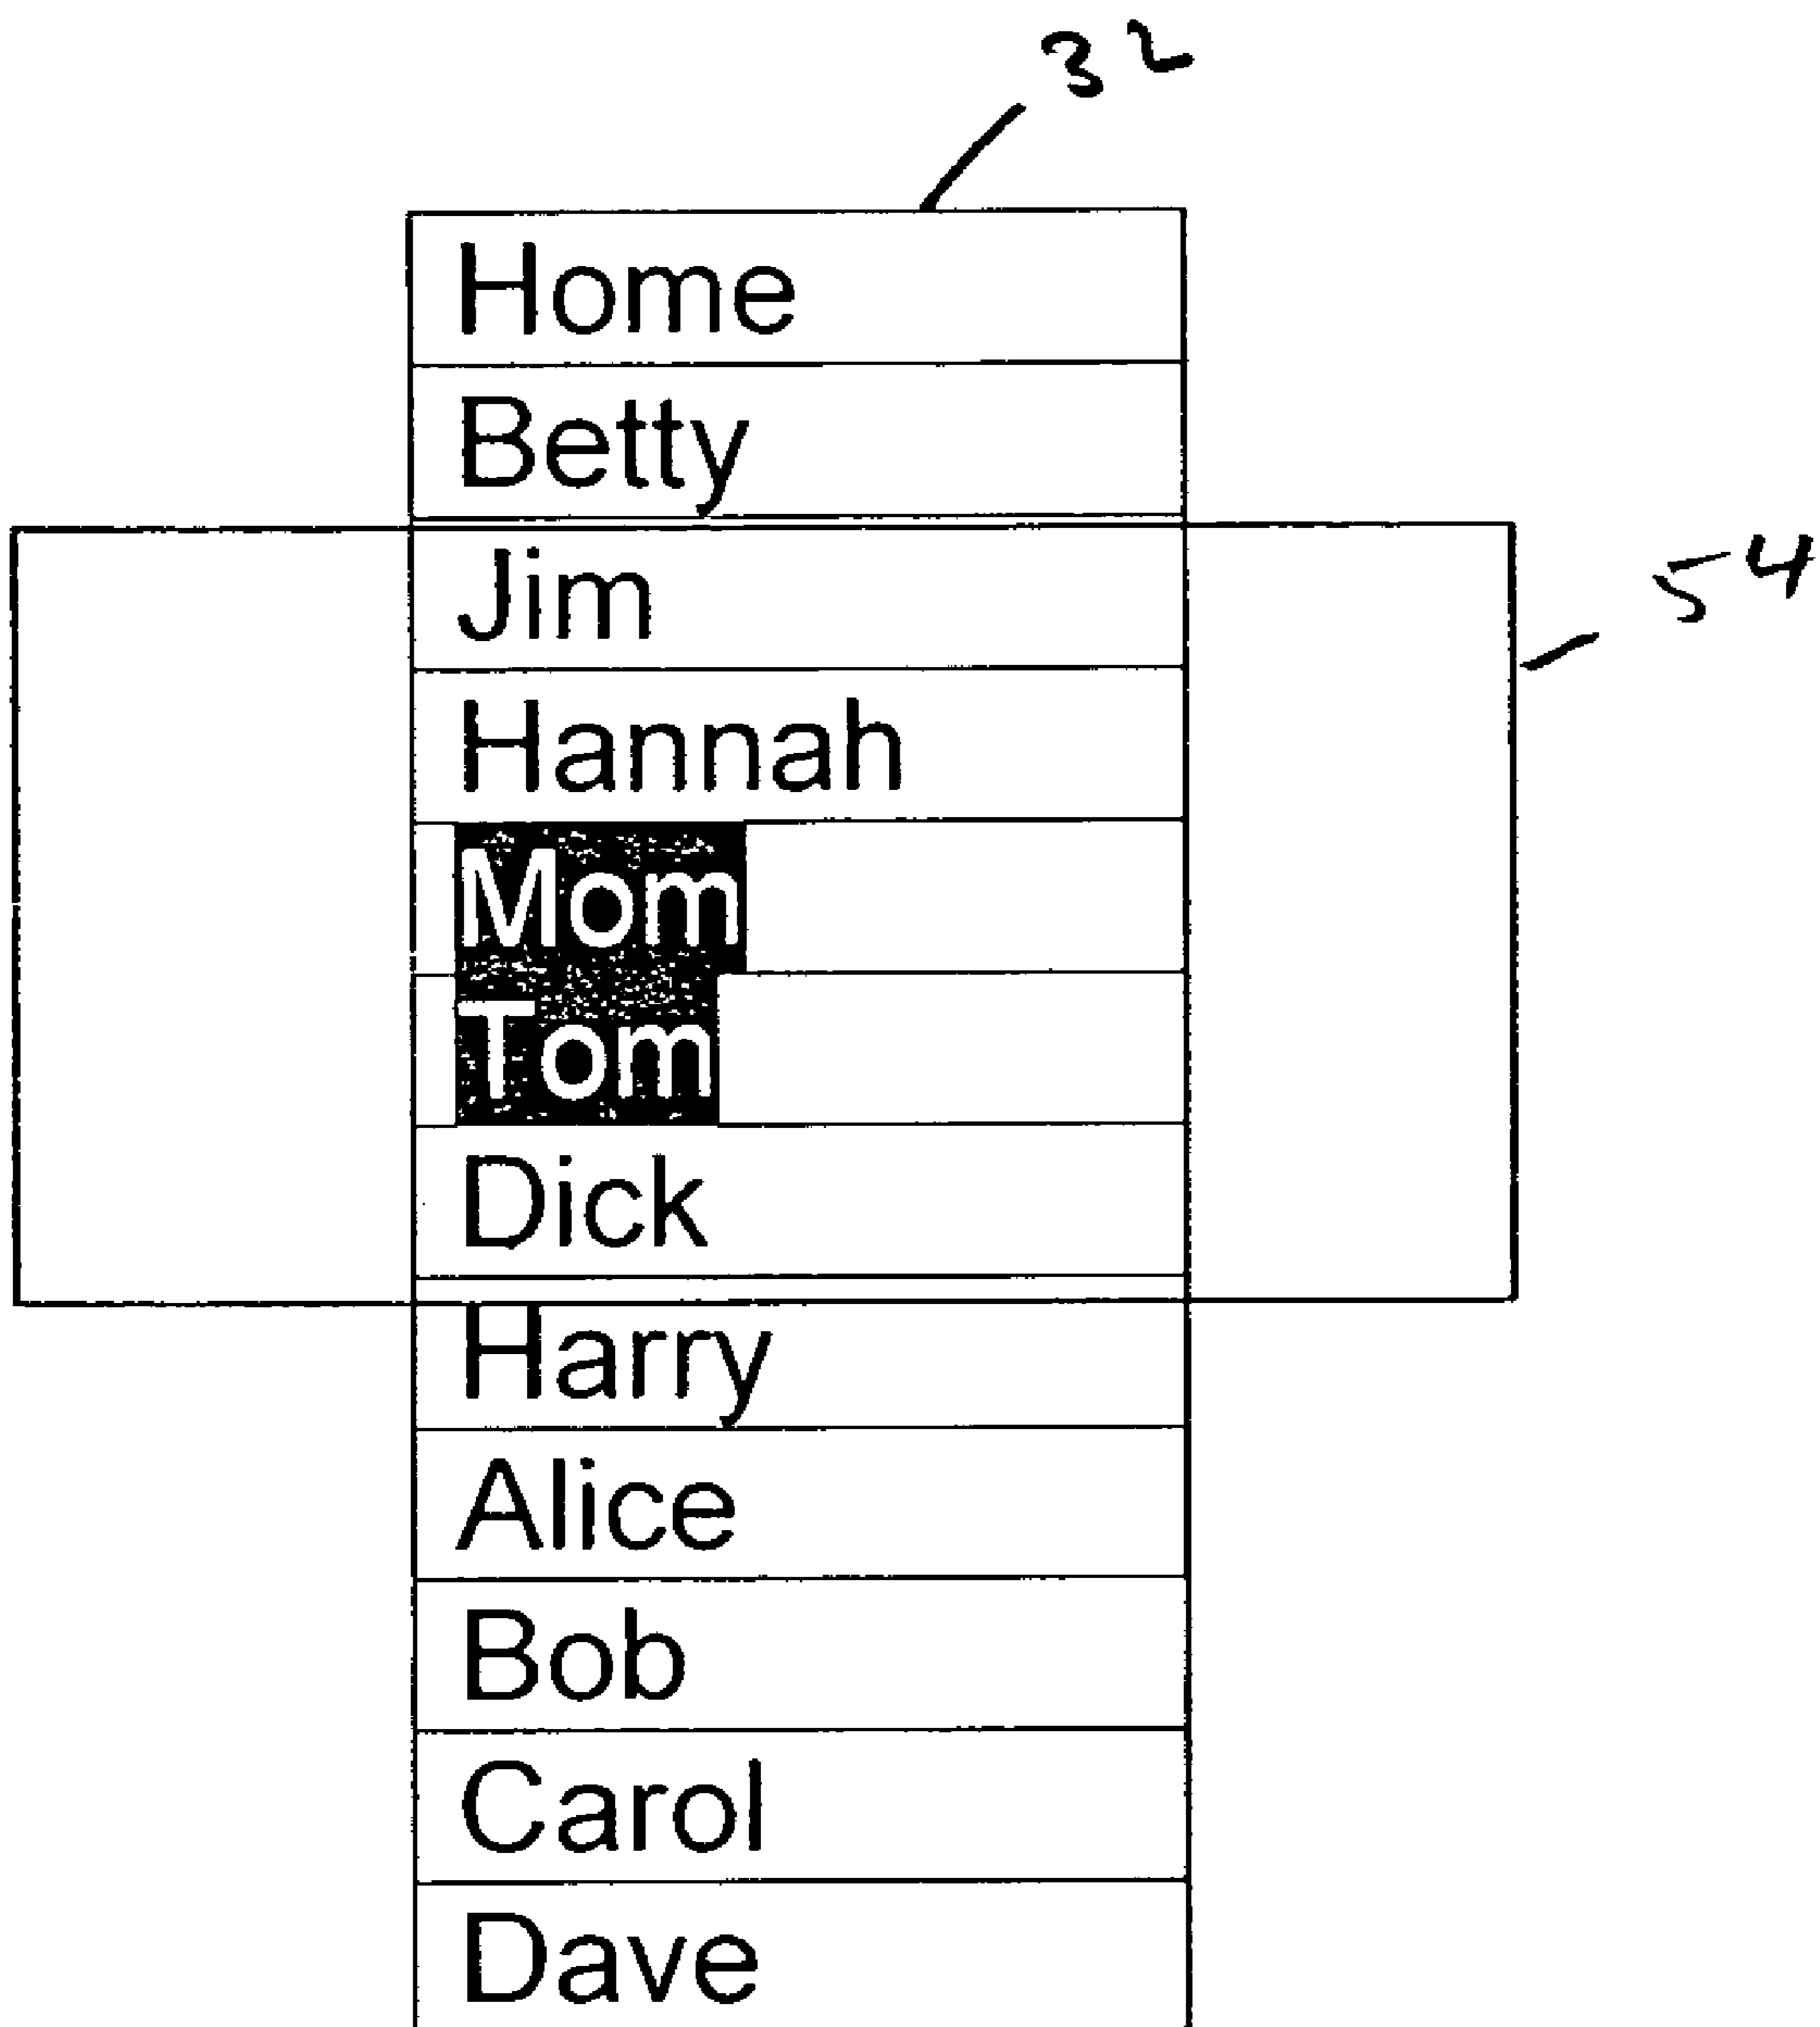 32
Home
Betty
Jim
54
Hannah
Mom
Tom
Dick
Harry
Alice
Bob
Carol
Dave